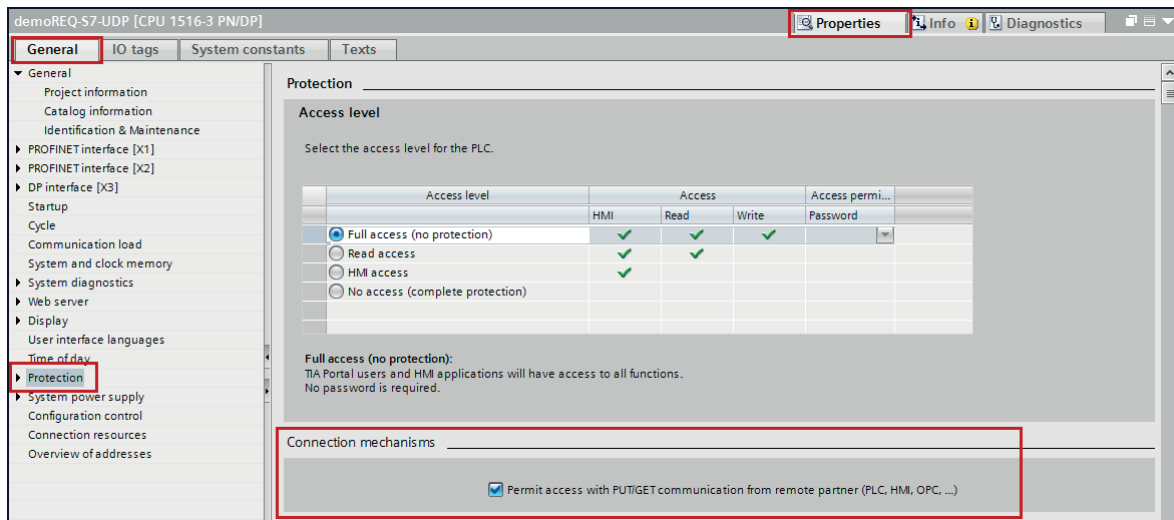 demoREQ-S7-UDP [CPU 1516-3 PN/DP]
Properties
Info
Diagnostics
General
IO tags
System constants
Texts
General
Project information
Catalog information
Identification & Maintenance
PROFINET interface [X1]
PROFINET interface [X2]
DP interface [X3]
Startup
Cycle
Communication load
System and clock memory
System diagnostics
Web server
Display
User interface languages
Time of day
Protection
System power supply
Configuration control
Connection resources
Overview of addresses
Protection
Access level
Select the access level for the PLC.
Access level Access Access permi...
HMI Read Write Password
Full access (no protection)
Read access
HMI access
No access (complete protection)
Full access (no protection):
TIA Portal users and HMI applications will have access to all functions.
No password is required.
Connection mechanisms
Permit access with PUT/GET communication from remote partner (PLC, HMI, OPC, ...)